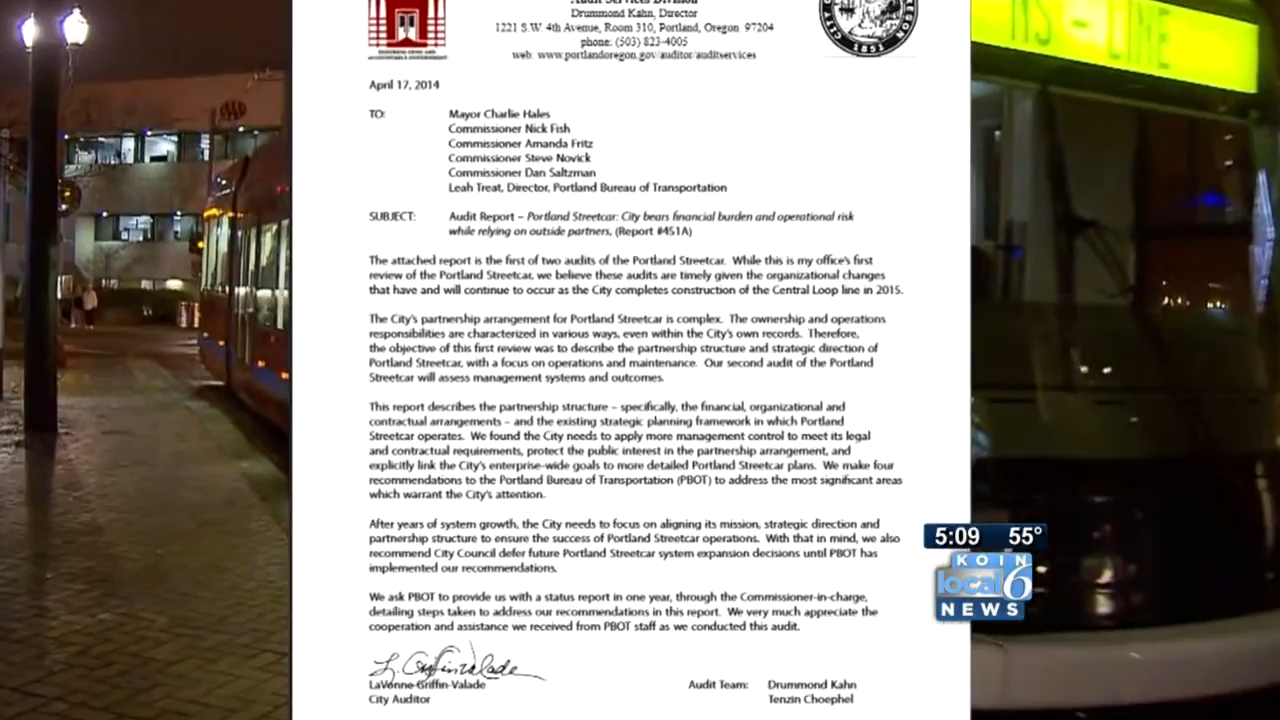 Audit Services Division
Drummond Kahn, Director
1221 S.W. 4th Avenue, Room 310, Portland, Oregon 97204
phone: (503) 823-4005
web: www.portlandoregon.gov/auditor/auditservices
1851
NS - LINE
April 17, 2014
TO: Mayor Charlie Hales
Commissioner Nick Fish
Commissioner Amanda Fritz
Commissioner Steve Novick
Commissioner Dan Saltzman
Leah Treat, Director, Portland Bureau of Transportation
SUBJECT: Audit Report – Portland Streetcar: City bears financial burden and operational risk
while relying on outside partners, (Report #451A)
The attached report is the first of two audits of the Portland Streetcar. While this is my office's first
review of the Portland Streetcar, we believe these audits are timely given the organizational changes
that have and will continue to occur as the City completes construction of the Central Loop line in 2015.
The City's partnership arrangement for Portland Streetcar is complex. The ownership and operations
responsibilities are characterized in various ways, even within the City's own records. Therefore,
the objective of this first review was to describe the partnership structure and strategic direction of
Portland Streetcar, with a focus on operations and maintenance. Our second audit of the Portland
Streetcar will assess management systems and outcomes.
This report describes the partnership structure – specifically, the financial, organizational and
contractual arrangements – and the existing strategic planning framework in which Portland
Streetcar operates. We found the City needs to apply more management control to meet its legal
and contractual requirements, protect the public interest in the partnership arrangement, and
explicitly link the City's enterprise-wide goals to more detailed Portland Streetcar plans. We make four
recommendations to the Portland Bureau of Transportation (PBOT) to address the most significant areas
which warrant the City's attention.
After years of system growth, the City needs to focus on aligning its mission, strategic direction and
partnership structure to ensure the success of Portland Streetcar operations. With that in mind, we also
recommend City Council defer future Portland Streetcar system expansion decisions until PBOT has
implemented our recommendations.
We ask PBOT to provide us with a status report in one year, through the Commissioner-in-charge,
detailing steps taken to address our recommendations in this report. We very much appreciate the
cooperation and assistance we received from PBOT staff as we conducted this audit.
LaVonne Griffin-Valade
City Auditor
Audit Team: Drummond Kahn
Tenzin Choephel
5:09 55°
KOIN
local 6
NEWS